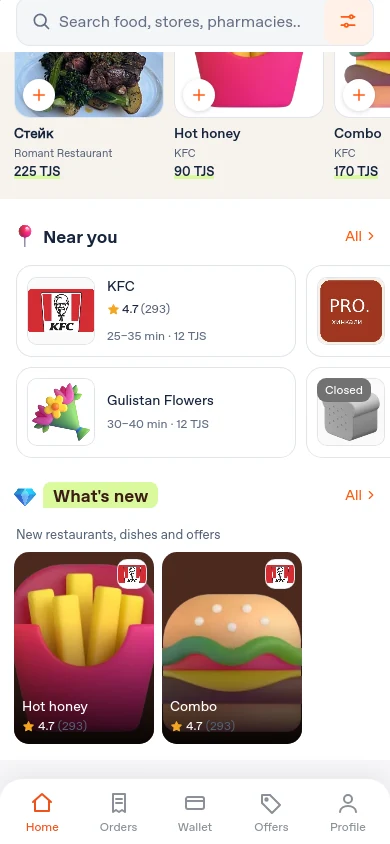 Search food, stores, pharmacies..
Стейк
Romant Restaurant
225 TJS
Hot honey
KFC
90 TJS
Combo
KFC
170 TJS
Near you
All
KFC
KFC
4.7 (293)
25–35 min · 12 TJS
PRO.
ХИНКАЛИ
Gulistan Flowers
30–40 min · 12 TJS
Closed
What's new
All
New restaurants, dishes and offers
KFC
Hot honey
4.7 (293)
KFC
Combo
4.7 (293)
Home
Orders
Wallet
Offers
Profile